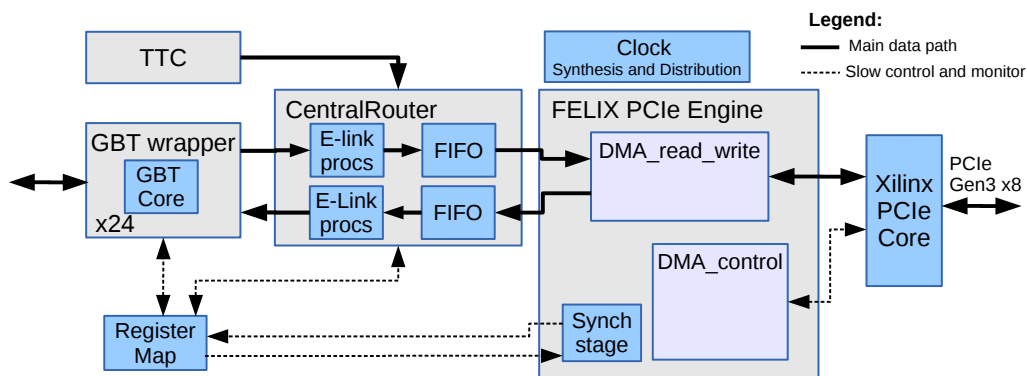 Legend:
Main data path
Slow control and monitor
TTC
Clock
Synthesis and Distribution
CentralRouter
FELIX PCIe Engine
GBT wrapper
GBT
Core
x24
E-link
procs
FIFO
E-Link
procs
FIFO
DMA_read_write
DMA_control
Xilinx
PCIe
Core
PCIe
Gen3 x8
Register
Map
Synch
stage